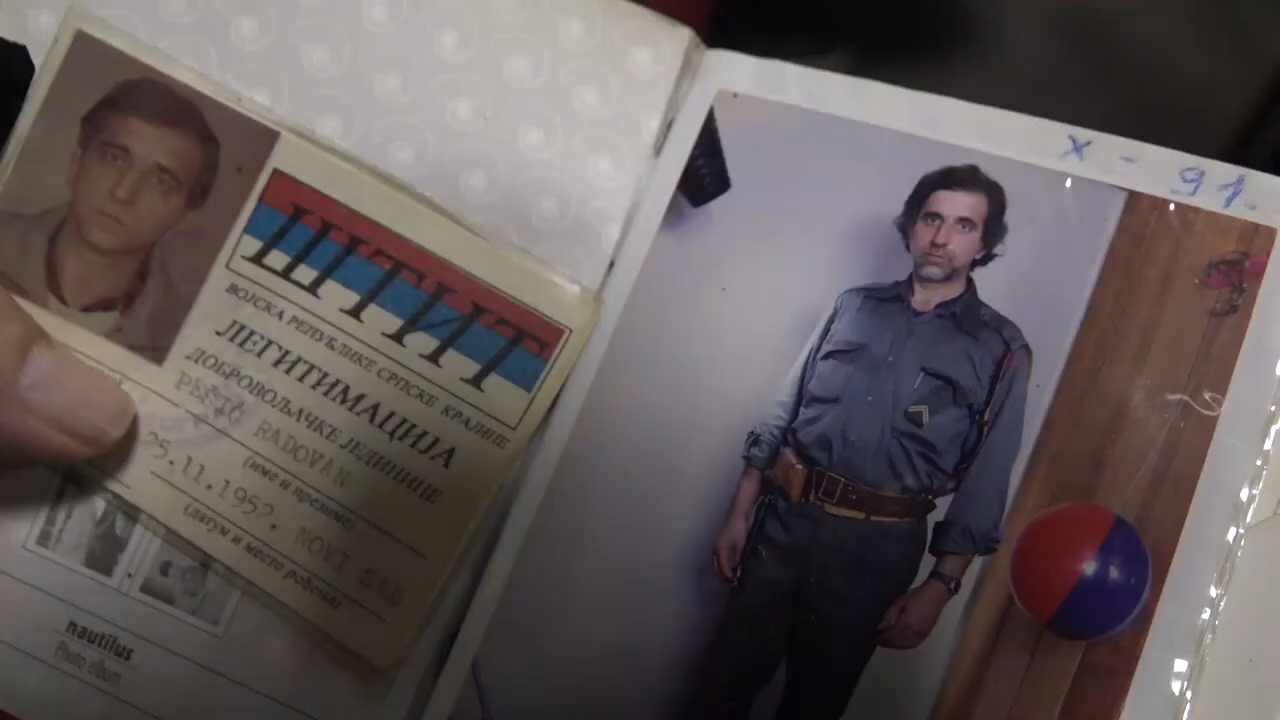 ШТИТ
ВОЈСКА РЕПУБЛИКЕ СРПСКЕ КРАЈИНЕ
ЛЕГИТИМАЦИЈА
ДОБРОВОЉАЧКЕ ЈЕДИНИЦЕ
RADOVAN
(име и презиме)
25.11.1952. NOVI SAD
(датум и место рођења)
nautilus
Photo album
X - 91.